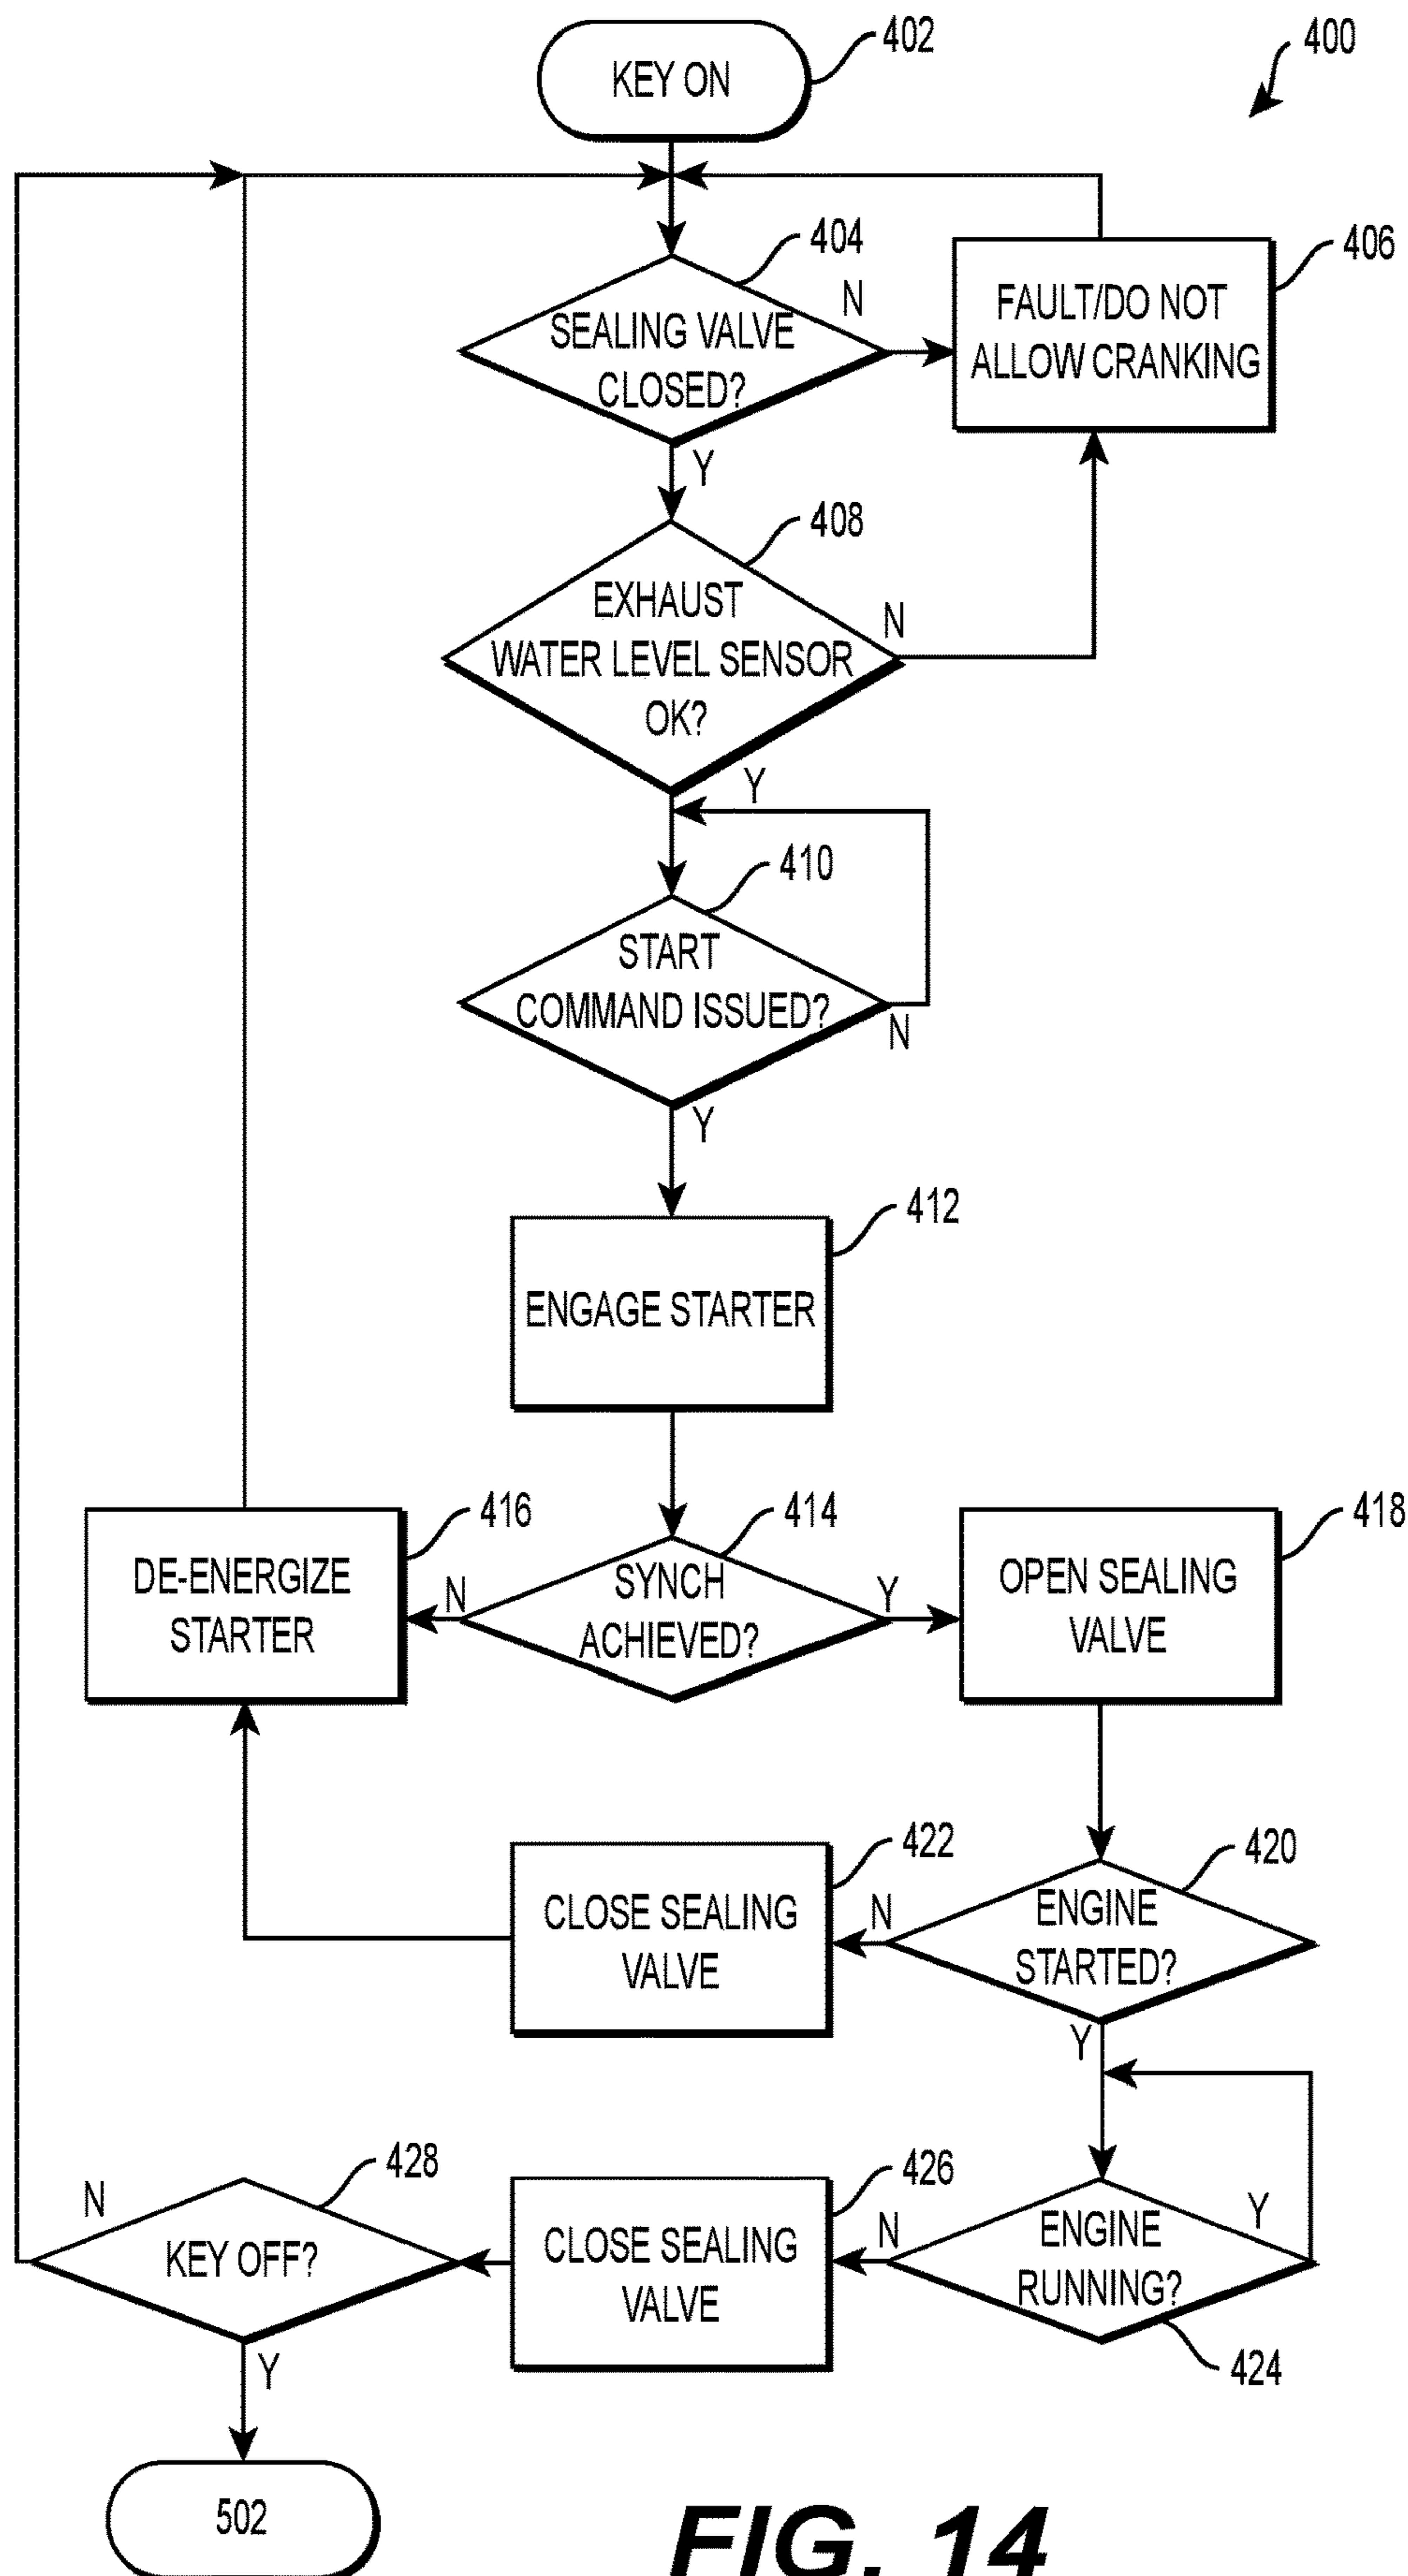 402
400
KEY ON
404
406
N
FAULT/DO NOT
ALLOW CRANKING
SEALING VALVE
CLOSED?
Y
408
EXHAUST
WATER LEVEL SENSOR
OK?
N
Y
410
START
COMMAND ISSUED?
N
Y
412
ENGAGE STARTER
416
414
418
DE-ENERGIZE
STARTER
N
SYNCH
ACHIEVED?
Y
OPEN SEALING
VALVE
422
420
CLOSE SEALING
VALVE
N
ENGINE
STARTED?
Y
428
426
N
KEY OFF?
CLOSE SEALING
VALVE
N
ENGINE
RUNNING?
Y
424
Y
502
FIG. 14